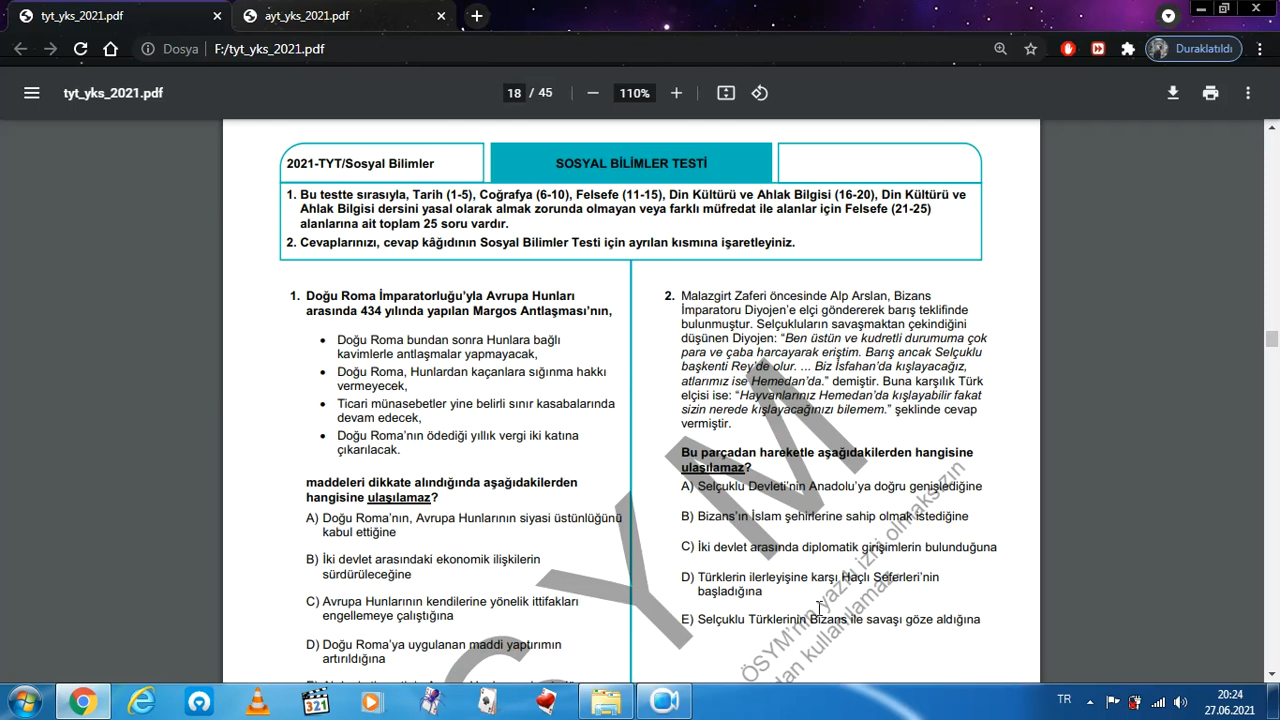 tyt_yks_2021.pdf
ayt_yks_2021.pdf
Dosya
F:/tyt_yks_2021.pdf
Duraklatıldı
tyt_yks_2021.pdf
18 / 45
110%
2021-TYT/Sosyal Bilimler
SOSYAL BİLİMLER TESTİ
1. Bu testte sırasıyla, Tarih (1-5), Coğrafya (6-10), Felsefe (11-15), Din Kültürü ve Ahlak Bilgisi (16-20), Din Kültürü ve
Ahlak Bilgisi dersini yasal olarak almak zorunda olmayan veya farklı müfredat ile alanlar için Felsefe (21-25)
alanlarına ait toplam 25 soru vardır.
2. Cevaplarınızı, cevap kâğıdının Sosyal Bilimler Testi için ayrılan kısmına işaretleyiniz.
1. Doğu Roma İmparatorluğu’yla Avrupa Hunları
arasında 434 yılında yapılan Margos Antlaşması’nın,
• Doğu Roma bundan sonra Hunlara bağlı
kavimlerle antlaşmalar yapmayacak,
• Doğu Roma, Hunlardan kaçanlara sığınma hakkı
vermeyecek,
• Ticari münasebetler yine belirli sınır kasabalarında
devam edecek,
• Doğu Roma’nın ödediği yıllık vergi iki katına
çıkarılacak.
maddeleri dikkate alındığında aşağıdakilerden
hangisine ulaşılamaz?
A) Doğu Roma’nın, Avrupa Hunlarının siyasi üstünlüğünü
kabul ettiğine
B) İki devlet arasındaki ekonomik ilişkilerin
sürdürüleceğine
C) Avrupa Hunlarının kendilerine yönelik ittifakları
engellemeye çalıştığına
D) Doğu Roma’ya uygulanan maddi yaptırımın
artırıldığına
2. Malazgirt Zaferi öncesinde Alp Arslan, Bizans
İmparatoru Diyojen’e elçi göndererek barış teklifinde
bulunmuştur. Selçukluların savaşmaktan çekindiğini
düşünen Diyojen: “Ben üstün ve kudretli durumuma çok
para ve çaba harcayarak eriştim. Barış ancak Selçuklu
başkenti Rey’de olur. ... Biz İsfahan’da kışlayacağız,
atlarımız ise Hemedan’da.” demiştir. Buna karşılık Türk
elçisi ise: “Hayvanlarınız Hemedan’da kışlayabilir fakat
sizin nerede kışlayacağınızı bilemem.” şeklinde cevap
vermiştir.
Bu parçadan hareketle aşağıdakilerden hangisine
ulaşılamaz?
A) Selçuklu Devleti’nin Anadolu’ya doğru genişlediğine
B) Bizans’ın İslam şehirlerine sahip olmak istediğine
C) İki devlet arasında diplomatik girişimlerin bulunduğuna
D) Türklerin ilerleyişine karşı Haçlı Seferleri’nin
başladığına
E) Selçuklu Türklerinin Bizans ile savaşı göze aldığına
SYM
ÖSYM’nin yazılı izni olmaksızın
kullanılamaz
TR
20:24
27.06.2021